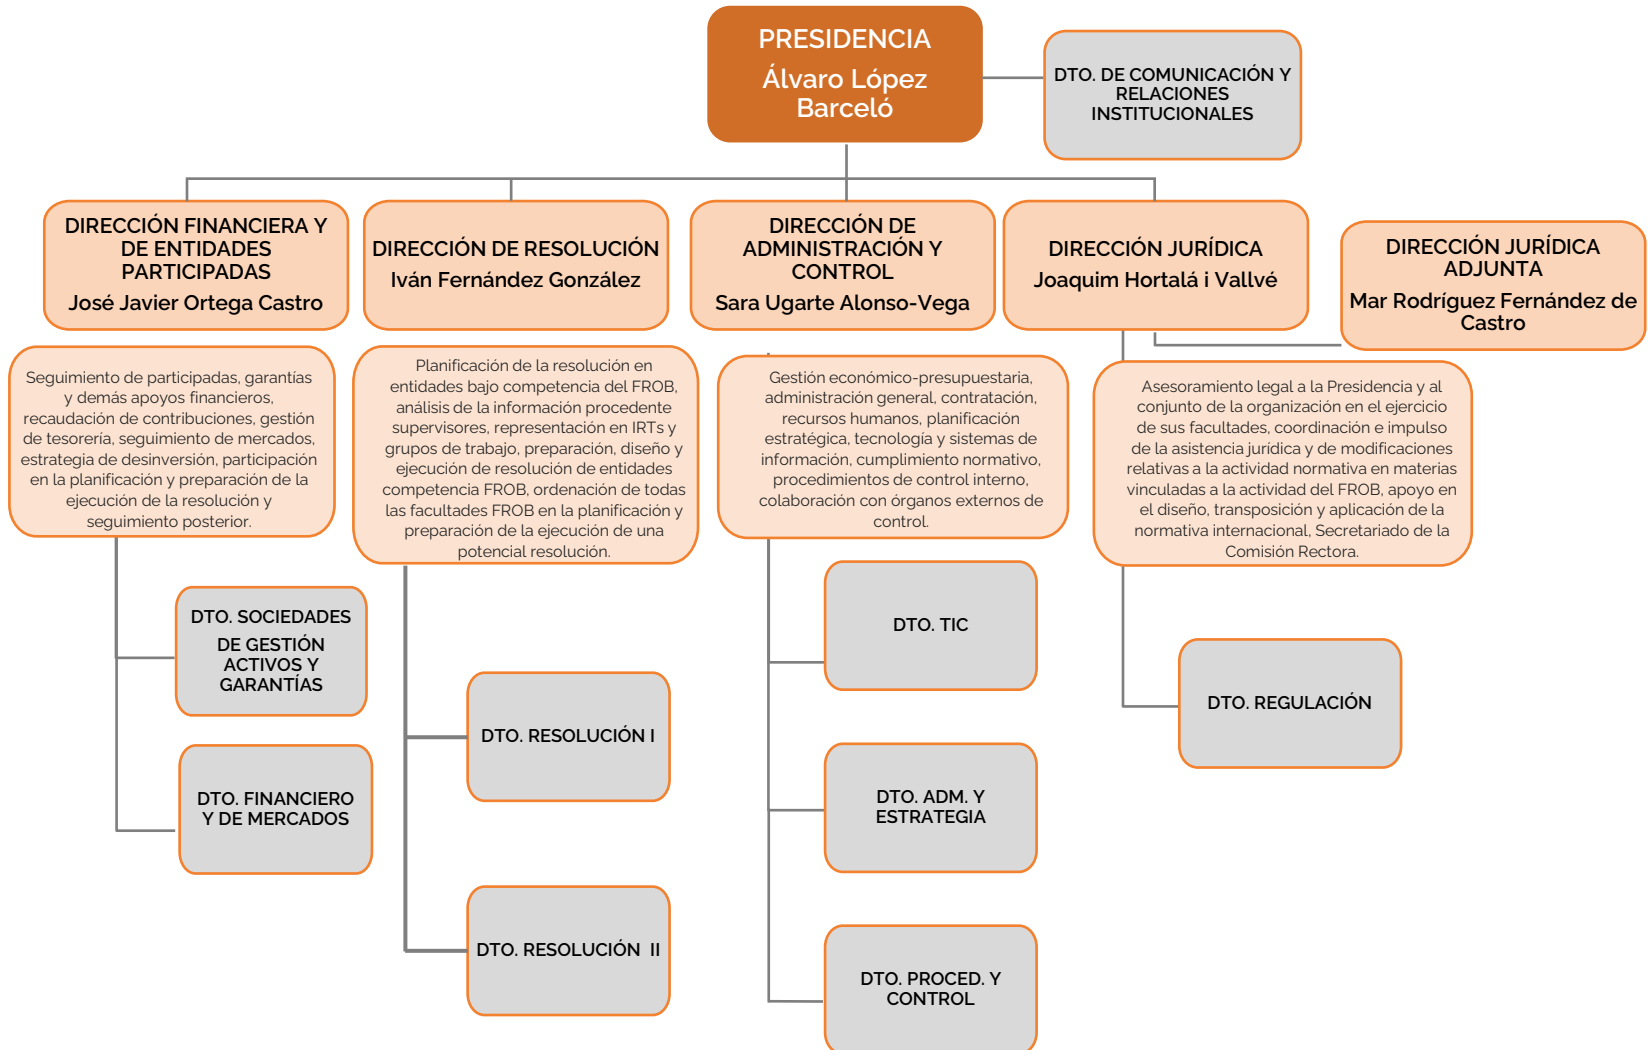 PRESIDENCIA
Álvaro López
Barceló
DTO. DE COMUNICACIÓN Y
RELACIONES
INSTITUCIONALES
DIRECCIÓN FINANCIERA Y
DE ENTIDADES
PARTICIPADAS
José Javier Ortega Castro
DIRECCIÓN DE RESOLUCIÓN
Iván Fernández González
DIRECCIÓN DE
ADMINISTRACIÓN Y
CONTROL
Sara Ugarte Alonso-Vega
DIRECCIÓN JURÍDICA
Joaquim Hortalá i Vallvé
DIRECCIÓN JURÍDICA
ADJUNTA
Mar Rodríguez Fernández de
Castro
Seguimiento de participadas, garantías
y demás apoyos financieros,
recaudación de contribuciones, gestión
de tesorería, seguimiento de mercados,
estrategia de desinversión, participación
en la planificación y preparación de la
ejecución de la resolución y
seguimiento posterior.
Planificación de la resolución en
entidades bajo competencia del FROB,
análisis de la información procedente
supervisores, representación en IRTs y
grupos de trabajo, preparación, diseño y
ejecución de resolución de entidades
competencia FROB, ordenación de todas
las facultades FROB en la planificación y
preparación de la ejecución de una
potencial resolución.
Gestión económico-presupuestaria,
administración general, contratación,
recursos humanos, planificación
estratégica, tecnología y sistemas de
información, cumplimiento normativo,
procedimientos de control interno,
colaboración con órganos externos de
control.
Asesoramiento legal a la Presidencia y al
conjunto de la organización en el ejercicio
de sus facultades, coordinación e impulso
de la asistencia jurídica y de modificaciones
relativas a la actividad normativa en materias
vinculadas a la actividad del FROB, apoyo en
el diseño, transposición y aplicación de la
normativa internacional, Secretariado de la
Comisión Rectora.
DTO. SOCIEDADES
DE GESTIÓN
ACTIVOS Y
GARANTÍAS
DTO. FINANCIERO
Y DE MERCADOS
DTO. RESOLUCIÓN I
DTO. RESOLUCIÓN II
DTO. TIC
DTO. ADM. Y
ESTRATEGIA
DTO. PROCED. Y
CONTROL
DTO. REGULACIÓN